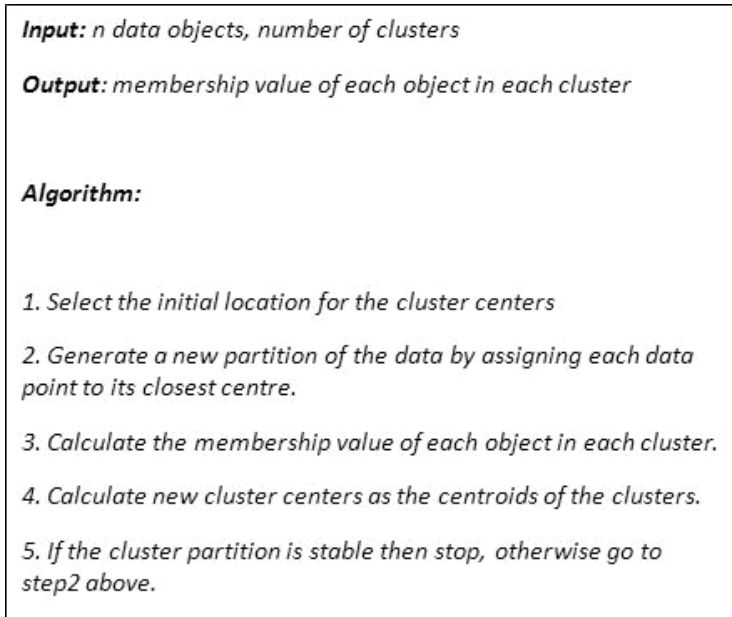 Input: n data objects, number of clusters
Output: membership value of each object in each cluster
Algorithm:
1. Select the initial location for the cluster centers
2. Generate a new partition of the data by assigning each data
point to its closest centre.
3. Calculate the membership value of each object in each cluster.
4. Calculate new cluster centers as the centroids of the clusters.
5. If the cluster partition is stable then stop, otherwise go to
step2 above.